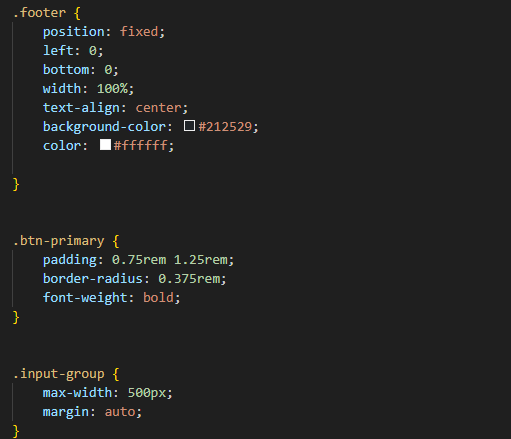 .footer {
    position: fixed;
    left: 0;
    bottom: 0;
    width: 100%;
    text-align: center;
    background-color: #212529;
    color: #ffffff;
}
.btn-primary {
    padding: 0.75rem 1.25rem;
    border-radius: 0.375rem;
    font-weight: bold;
}
.input-group {
    max-width: 500px;
    margin: auto;
}